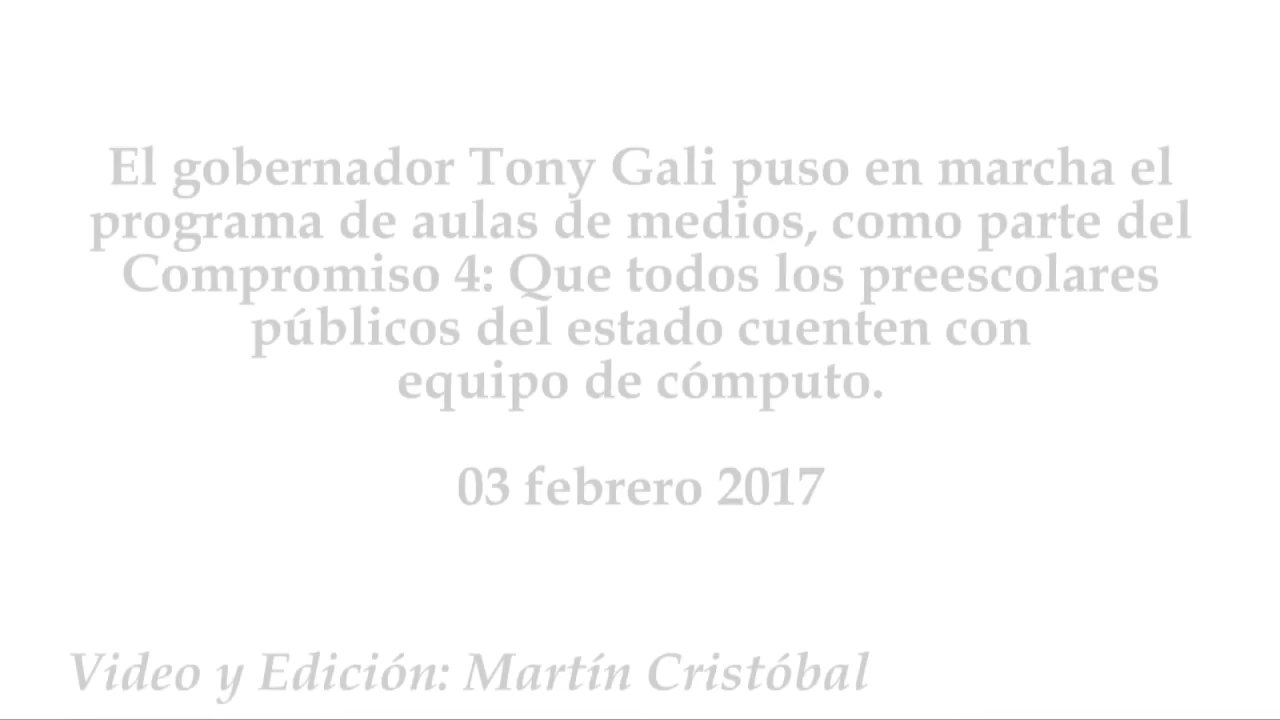 El gobernador Tony Gali puso en marcha el
programa de aulas de medios, como parte del
Compromiso 4: Que todos los preescolares
públicos del estado cuenten con
equipo de cómputo.
03 febrero 2017
Video y Edición: Martín Cristóbal